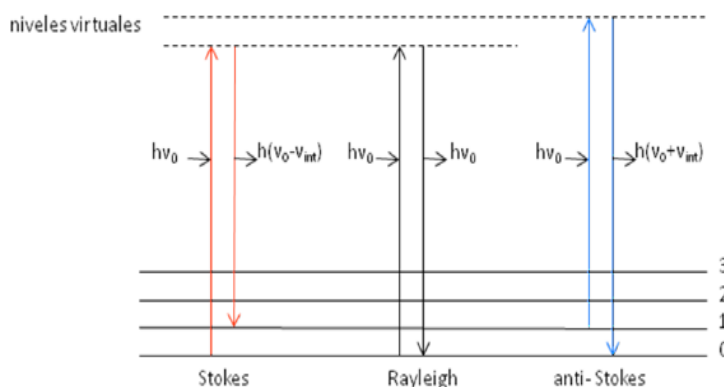 niveles virtuales
hν₀ h(ν₀-νᵢₙₜ) hν₀ hν₀ hν₀ h(ν₀+νᵢₙₜ)
3
2
1
0
Stokes Rayleigh anti- Stokes